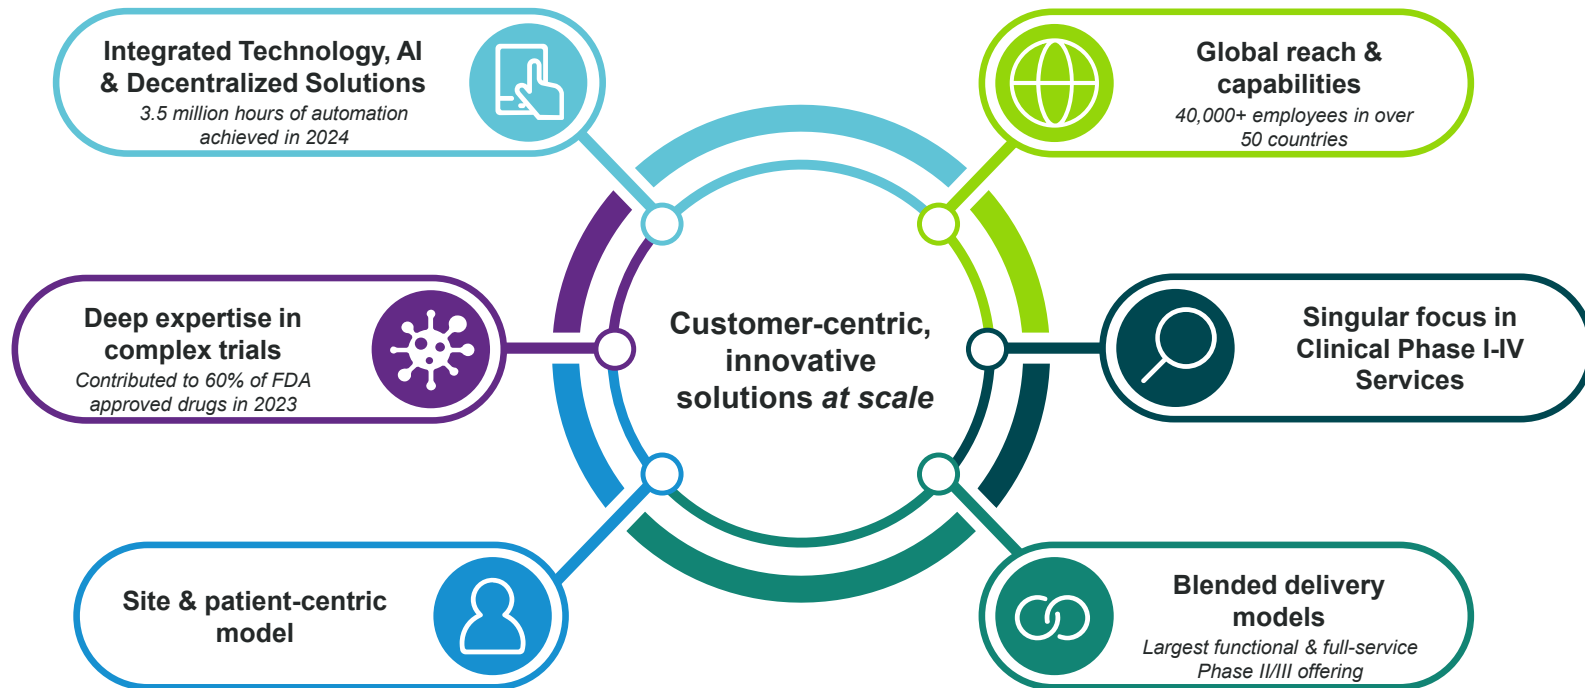 Integrated Technology, AI
& Decentralized Solutions
3.5 million hours of automation
achieved in 2024
Global reach &
capabilities
40,000+ employees in over
50 countries
Deep expertise in
complex trials
Contributed to 60% of FDA
approved drugs in 2023
Customer-centric,
innovative
solutions at scale
Singular focus in
Clinical Phase I-IV
Services
Site & patient-centric
model
Blended delivery
models
Largest functional & full-service
Phase II/III offering